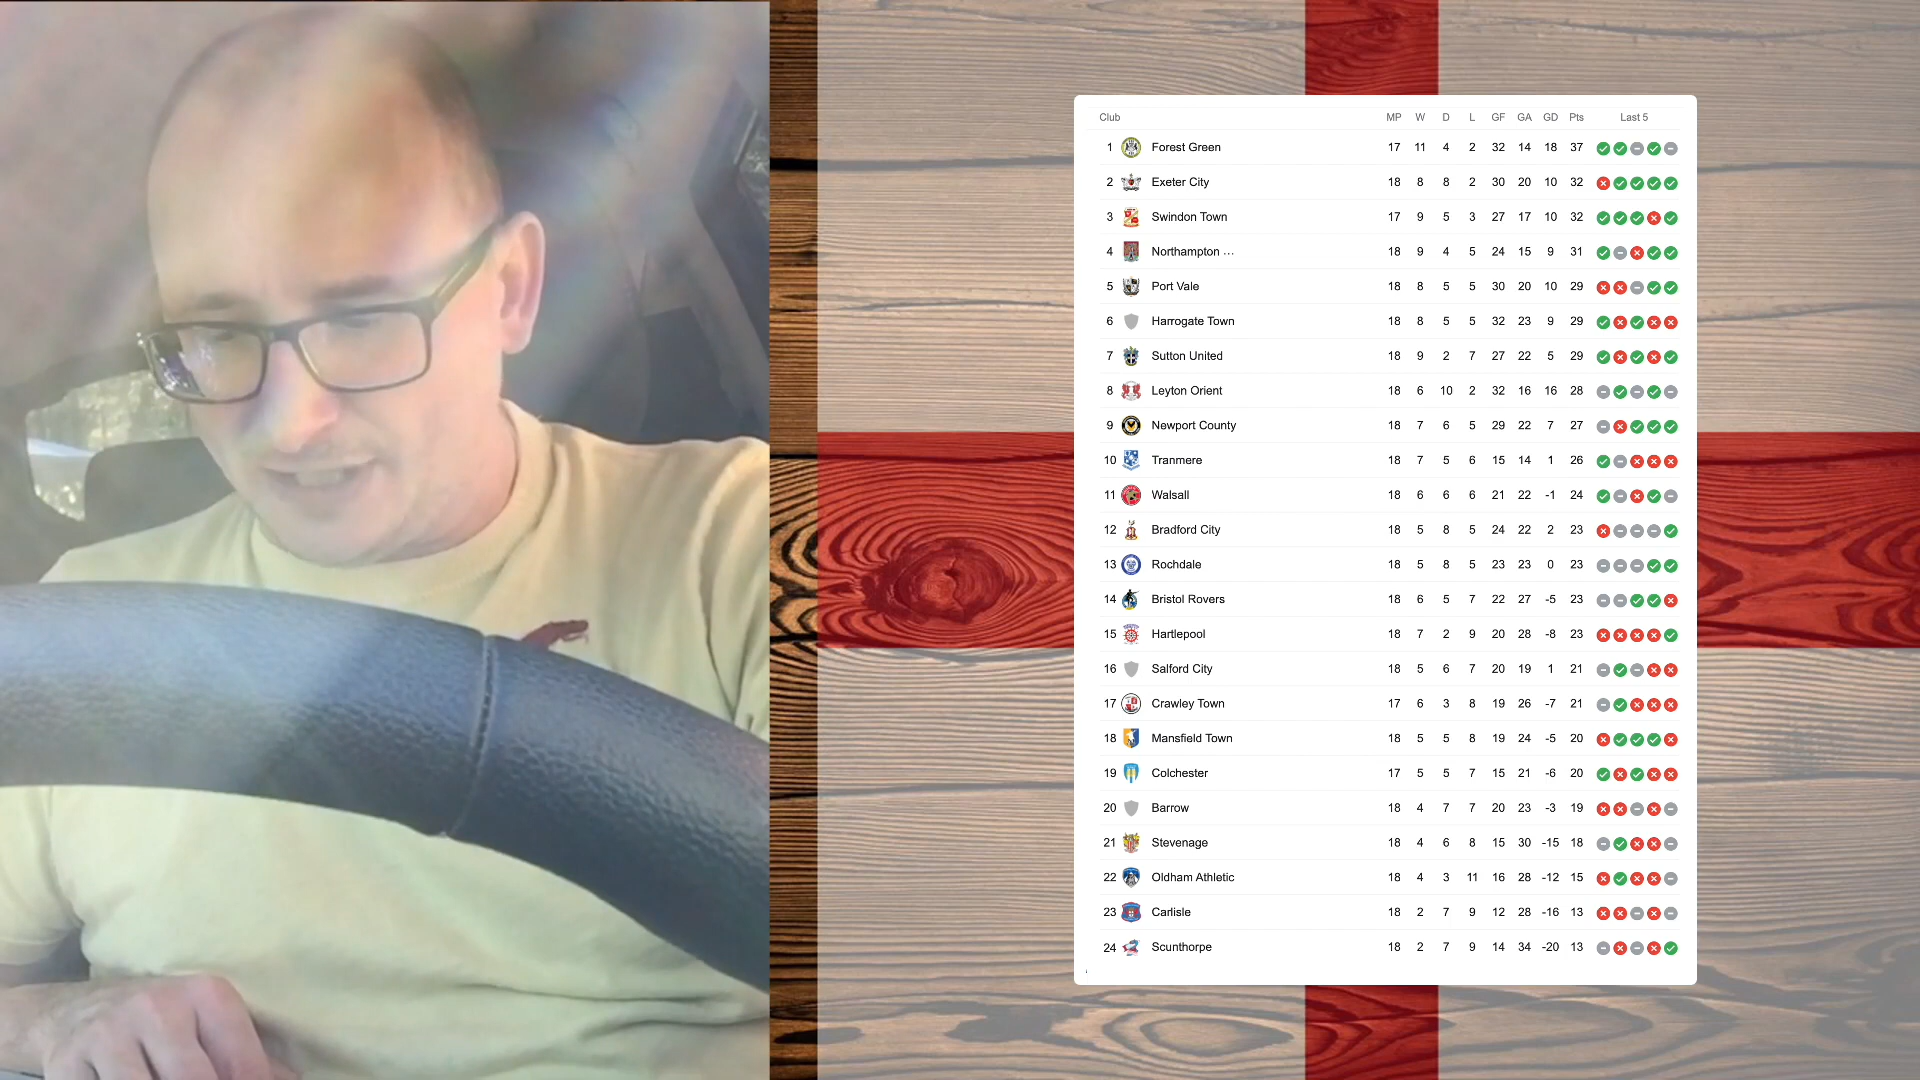 Club MP W D L GF GA GD Pts Last 5
1 Forest Green 17 11 4 2 32 14 18 37
2 Exeter City 18 8 8 2 30 20 10 32
3 Swindon Town 17 9 5 3 27 17 10 32
4 Northampton ... 18 9 4 5 24 15 9 31
5 Port Vale 18 8 5 5 30 20 10 29
6 Harrogate Town 18 8 5 5 32 23 9 29
7 Sutton United 18 9 2 7 27 22 5 29
8 Leyton Orient 18 6 10 2 32 16 16 28
9 Newport County 18 7 6 5 29 22 7 27
10 Tranmere 18 7 5 6 15 14 1 26
11 Walsall 18 6 6 6 21 22 -1 24
12 Bradford City 18 5 8 5 24 22 2 23
13 Rochdale 18 5 8 5 23 23 0 23
14 Bristol Rovers 18 6 5 7 22 27 -5 23
15 Hartlepool 18 7 2 9 20 28 -8 23
16 Salford City 18 5 6 7 20 19 1 21
17 Crawley Town 17 6 3 8 19 26 -7 21
18 Mansfield Town 18 5 5 8 19 24 -5 20
19 Colchester 17 5 5 7 15 21 -6 20
20 Barrow 18 4 7 7 20 23 -3 19
21 Stevenage 18 4 6 8 15 30 -15 18
22 Oldham Athletic 18 4 3 11 16 28 -12 15
23 Carlisle 18 2 7 9 12 28 -16 13
24 Scunthorpe 18 2 7 9 14 34 -20 13